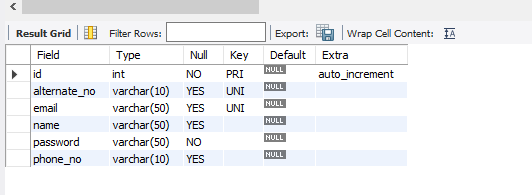 Result Grid Filter Rows: Export: Wrap Cell Content: IA
Field Type Null Key Default Extra
id int NO PRI NULL auto_increment
alternate_no varchar(10) YES UNI NULL
email varchar(50) YES UNI NULL
name varchar(50) YES NULL
password varchar(50) NO NULL
phone_no varchar(10) YES NULL